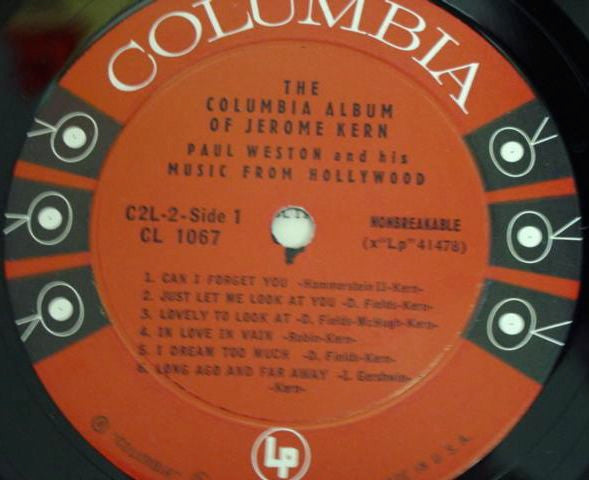 COLUMBIA
THE
COLUMBIA ALBUM
OF JEROME KERN
PAUL WESTON and his
MUSIC FROM HOLLYWOOD
C2L-2-Side 1
CL 1067
NONBREAKABLE
(x"Lp" 41478)
1. CAN I FORGET YOU -Hammerstein II-Kern-
2. JUST LET ME LOOK AT YOU -D. Fields-Kern-
3. LOVELY TO LOOK AT -D. Fields-McHugh-Kern-
4. IN LOVE IN VAIN -Robin-Kern-
5. I DREAM TOO MUCH -D. Fields-Kern-
6. LONG AGO AND FAR AWAY -I. Gershwin-
-Kern-
© "COLUMBIA"
Lp
IN U.S.A.